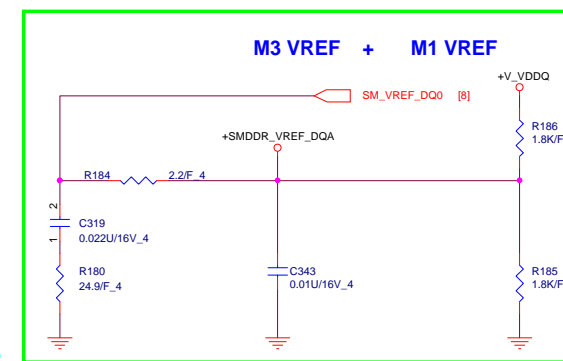 M3 VREF + M1 VREF
+V_VDDQ
SM_VREF_DQ0 [8]
R186
1.8K/F
+SMDDR_VREF_DQA
R184 2.2/F_4
2
C319
0.022U/16V_4
1
R180
24.9/F_4
C343
0.01U/16V_4
R185
1.8K/F